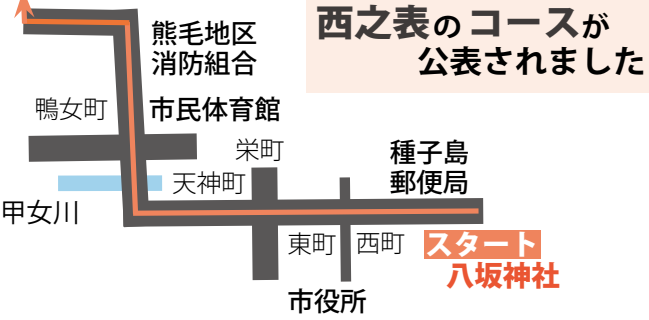 西之表のコースが
公表されました
熊毛地区
消防組合
鴨女町
市民体育館
栄町
種子島
郵便局
天神町
甲女川
東町
西町
スタート
八坂神社
市役所